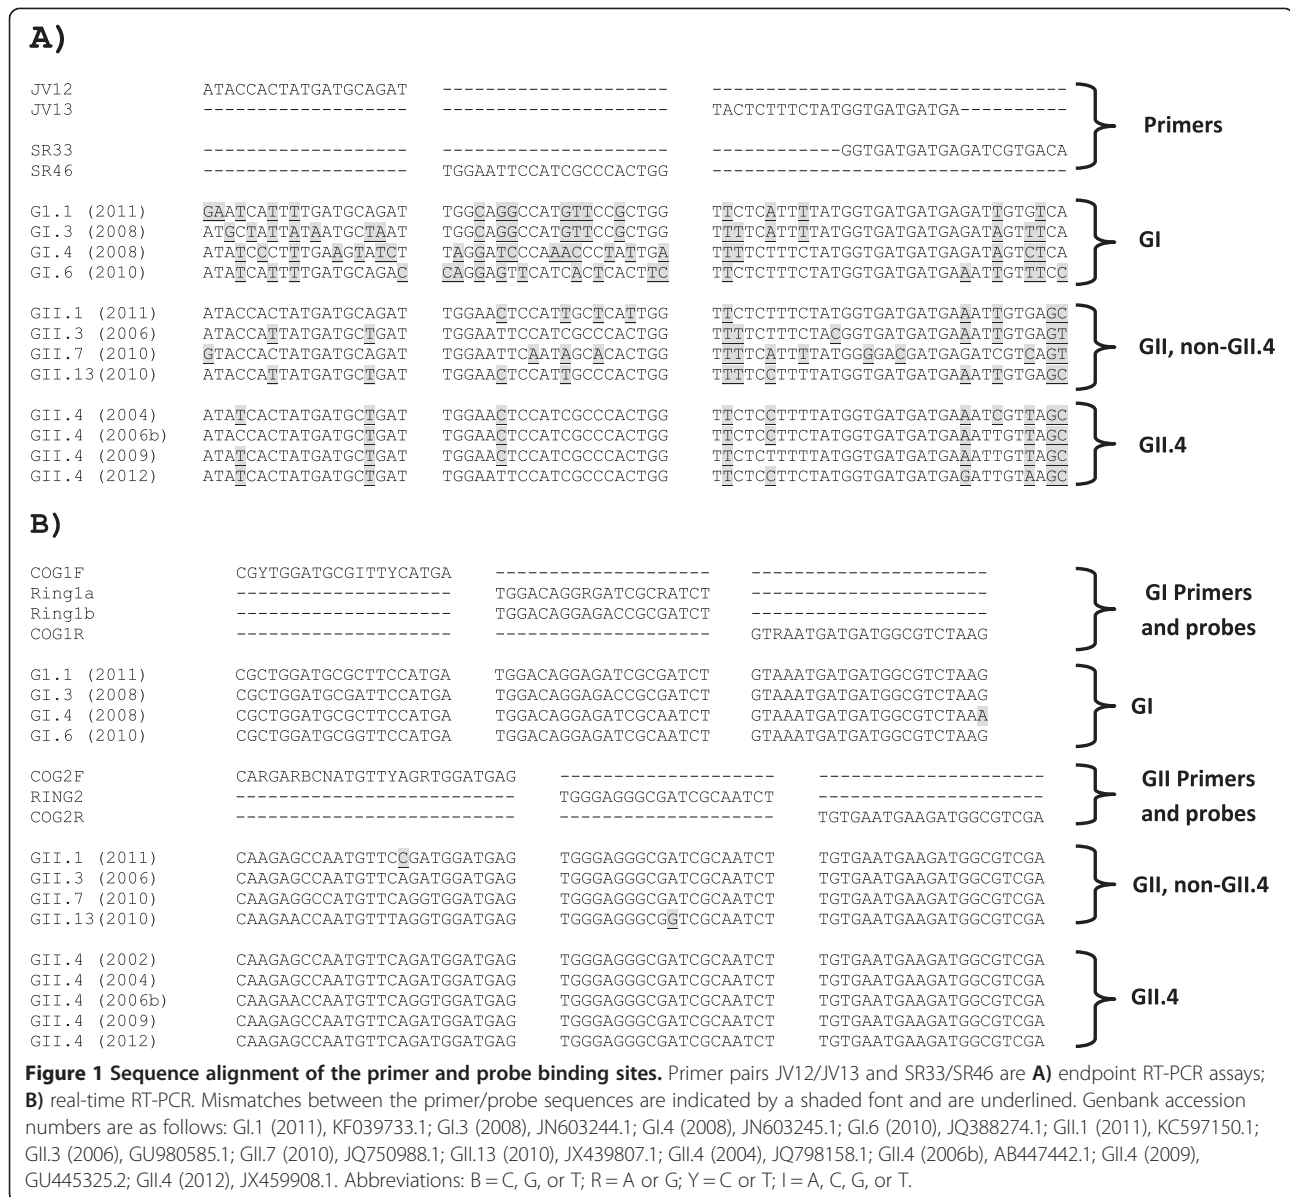 A)
JV12 ATACCACTATGATGCAGAT --------------------- ---------------------------------
JV13 ------------------- --------------------- TACTCTTTCTATGGTGATGATGA----------
Primers
SR33 ------------------- --------------------- ------------GGTGATGATGAGATCGTGACA
SR46 ------------------- TGGAATTCCATCGCCCACTGG ---------------------------------
G1.1 (2011) GAATCATTTTGATGCAGAT TGGCAGGCCATGTTCCGCTGG TTCTCATTTTATGGTGATGATGAGATTGTGTCA
GI.3 (2008) ATGCTATTATAATGCTAAT TGGCAGGCCATGTTCCGCTGG TTTTCATTTTATGGTGATGATGAGATAGTTTCA
GI
GI.4 (2008) ATATCCCTTTGAAGTATCT TAGGATCCCAAACCCTATTGA TTTTCTTTCTATGGTGATGATGAGATAGTCTCA
GI.6 (2010) ATATCATTTTGATGCAGAC CAGGAGTTCATCACTCACTTC TTCTCTTTCTATGGTGATGATGAAATTGTTTCC
GII.1 (2011) ATACCACTATGATGCAGAT TGGAACTCCATTGCTCATTGG TTCTCTTTCTATGGTGATGATGAAATTGTGAGC
GII.3 (2006) ATACCATTATGATGCTGAT TGGAATTCCATCGCCCACTGG TTTTCTTTCTACGGTGATGATGAAATTGTGAGT
GII, non-GII.4
GII.7 (2010) GTACCACTATGATGCAGAT TGGAATTCAATAGCACACTGG TTTTCATTTTATGGGGACGATGAGATCGTCAGT
GII.13(2010) ATACCATTATGATGCTGAT TGGAACTCCATTGCCCACTGG TTTTCCTTTTATGGTGATGATGAAATTGTGAGC
GII.4 (2004) ATATCACTATGATGCTGAT TGGAACTCCATCGCCCACTGG TTCTCCTTTTATGGTGATGATGAAATCGTTAGC
GII.4 (2006b) ATACCACTATGATGCTGAT TGGAACTCCATCGCCCACTGG TTCTCCTTCTATGGTGATGATGAAATTGTTAGC
GII.4
GII.4 (2009) ATATCACTATGATGCTGAT TGGAACTCCATCGCCCACTGG TTCTCTTTTTATGGTGATGATGAAATTGTTAGC
GII.4 (2012) ATATCACTATGATGCTGAT TGGAATTCCATCGCCCACTGG TTCTCCTTCTATGGTGATGATGAGATTGTAAGC
B)
COG1F CGYTGGATGCGITTYCATGA -------------------- ----------------------
Ring1a -------------------- TGGACAGGRGATCGCRATCT ----------------------
Ring1b -------------------- TGGACAGGAGACCGCGATCT ----------------------
COG1R -------------------- -------------------- GTRAATGATGATGGCGTCTAAG
GI Primers
and probes
G1.1 (2011) CGCTGGATGCGCTTCCATGA TGGACAGGAGATCGCGATCT GTAAATGATGATGGCGTCTAAG
GI.3 (2008) CGCTGGATGCGATTCCATGA TGGACAGGAGACCGCGATCT GTAAATGATGATGGCGTCTAAG
GI
GI.4 (2008) CGCTGGATGCGCTTCCATGA TGGACAGGAGATCGCAATCT GTAAATGATGATGGCGTCTAAA
GI.6 (2010) CGCTGGATGCGGTTCCATGA TGGACAGGAGATCGCAATCT GTAAATGATGATGGCGTCTAAG
COG2F CARGARBCNATGTTYAGRTGGATGAG -------------------- ---------------------
RING2 -------------------------- TGGGAGGGCGATCGCAATCT ---------------------
COG2R -------------------------- -------------------- TGTGAATGAAGATGGCGTCGA
GII Primers
and probes
GII.1 (2011) CAAGAGCCAATGTTCCGATGGATGAG TGGGAGGGCGATCGCAATCT TGTGAATGAAGATGGCGTCGA
GII.3 (2006) CAAGAGCCAATGTTCAGATGGATGAG TGGGAGGGCGATCGCAATCT TGTGAATGAAGATGGCGTCGA
GII, non-GII.4
GII.7 (2010) CAAGAGGCCATGTTCAGGTGGATGAG TGGGAGGGCGATCGCAATCT TGTGAATGAAGATGGCGTCGA
GII.13(2010) CAAGAACCAATGTTTAGGTGGATGAG TGGGAGGGCGGTCGCAATCT TGTGAATGAAGATGGCGTCGA
GII.4 (2002) CAAGAGCCAATGTTCAGATGGATGAG TGGGAGGGCGATCGCAATCT TGTGAATGAAGATGGCGTCGA
GII.4 (2004) CAAGAGCCAATGTTCAGATGGATGAG TGGGAGGGCGATCGCAATCT TGTGAATGAAGATGGCGTCGA
GII.4 (2006b) CAAGAACCAATGTTCAGGTGGATGAG TGGGAGGGCGATCGCAATCT TGTGAATGAAGATGGCGTCGA
GII.4
GII.4 (2009) CAAGAGCCAATGTTCAGATGGATGAG TGGGAGGGCGATCGCAATCT TGTGAATGAAGATGGCGTCGA
GII.4 (2012) CAAGAGCCAATGTTCAGATGGATGAG TGGGAGGGCGATCGCAATCT TGTGAATGAAGATGGCGTCGA
Figure 1 Sequence alignment of the primer and probe binding sites. Primer pairs JV12/JV13 and SR33/SR46 are A) endpoint RT-PCR assays;
B) real-time RT-PCR. Mismatches between the primer/probe sequences are indicated by a shaded font and are underlined. Genbank accession
numbers are as follows: GI.1 (2011), KF039733.1; GI.3 (2008), JN603244.1; GI.4 (2008), JN603245.1; GI.6 (2010), JQ388274.1; GII.1 (2011), KC597150.1;
GII.3 (2006), GU980585.1; GII.7 (2010), JQ750988.1; GII.13 (2010), JX439807.1; GII.4 (2004), JQ798158.1; GII.4 (2006b), AB447442.1; GII.4 (2009),
GU445325.2; GII.4 (2012), JX459908.1. Abbreviations: B = C, G, or T; R = A or G; Y = C or T; I = A, C, G, or T.